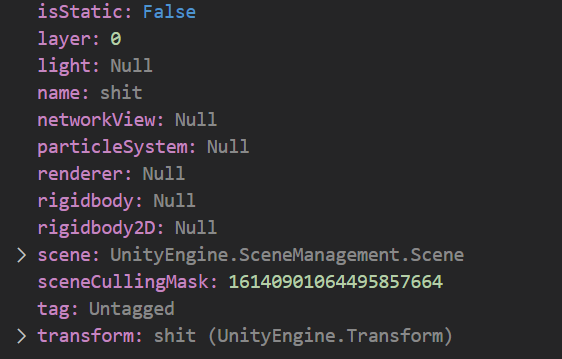 isStatic: False
layer: 0
light: Null
name: shit
networkView: Null
particleSystem: Null
renderer: Null
rigidbody: Null
rigidbody2D: Null
> scene: UnityEngine.SceneManagement.Scene
sceneCullingMask: 16140901064495857664
tag: Untagged
> transform: shit (UnityEngine.Transform)